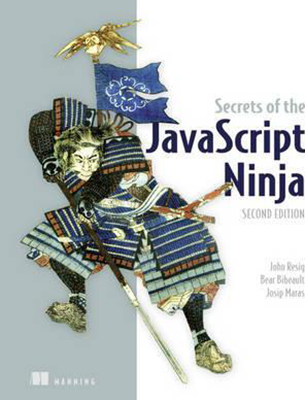 Secrets of the
JavaScript
Ninja
SECOND EDITION
John Resig
Bear Bibeault
Josip Maras
MANNING